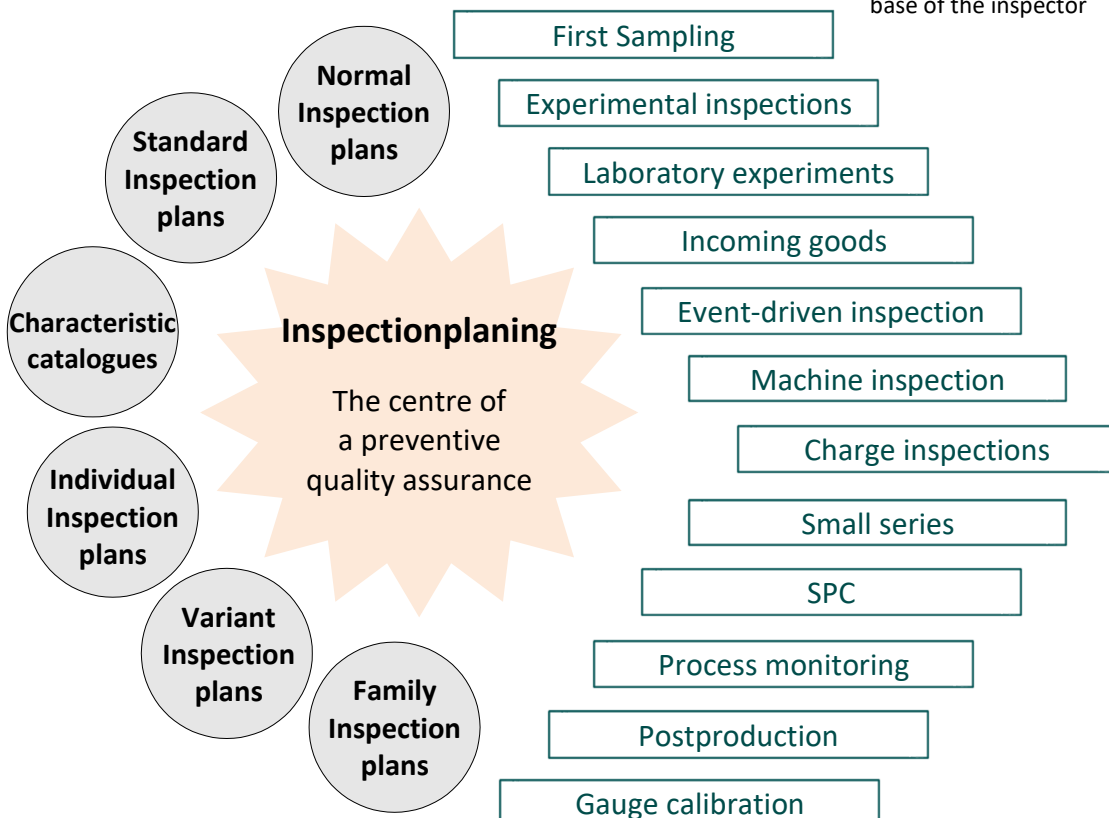 base of the inspector
First Sampling
Normal
Inspection
plans
Experimental inspections
Standard
Inspection
plans
Laboratory experiments
Incoming goods
Characteristic
catalogues
Event-driven inspection
Inspectionplaning
The centre of
a preventive
quality assurance
Machine inspection
Charge inspections
Individual
Inspection
plans
Small series
SPC
Variant
Inspection
plans
Process monitoring
Family
Inspection
plans
Postproduction
Gauge calibration